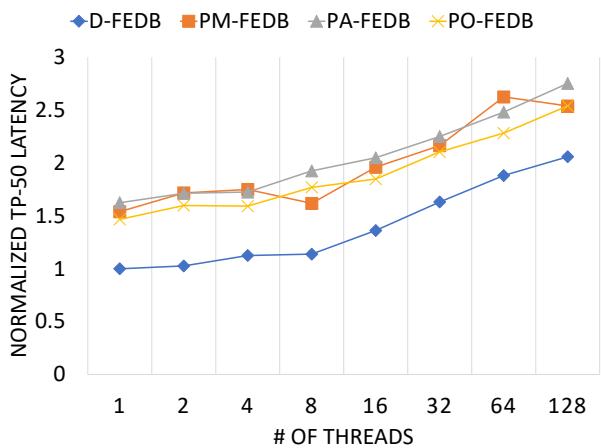 D-FEDB PM-FEDB PA-FEDB PO-FEDB
3
2.5
2
1.5
1
0.5
0
NORMALIZED TP-50 LATENCY
1 2 4 8 16 32 64 128
# OF THREADS